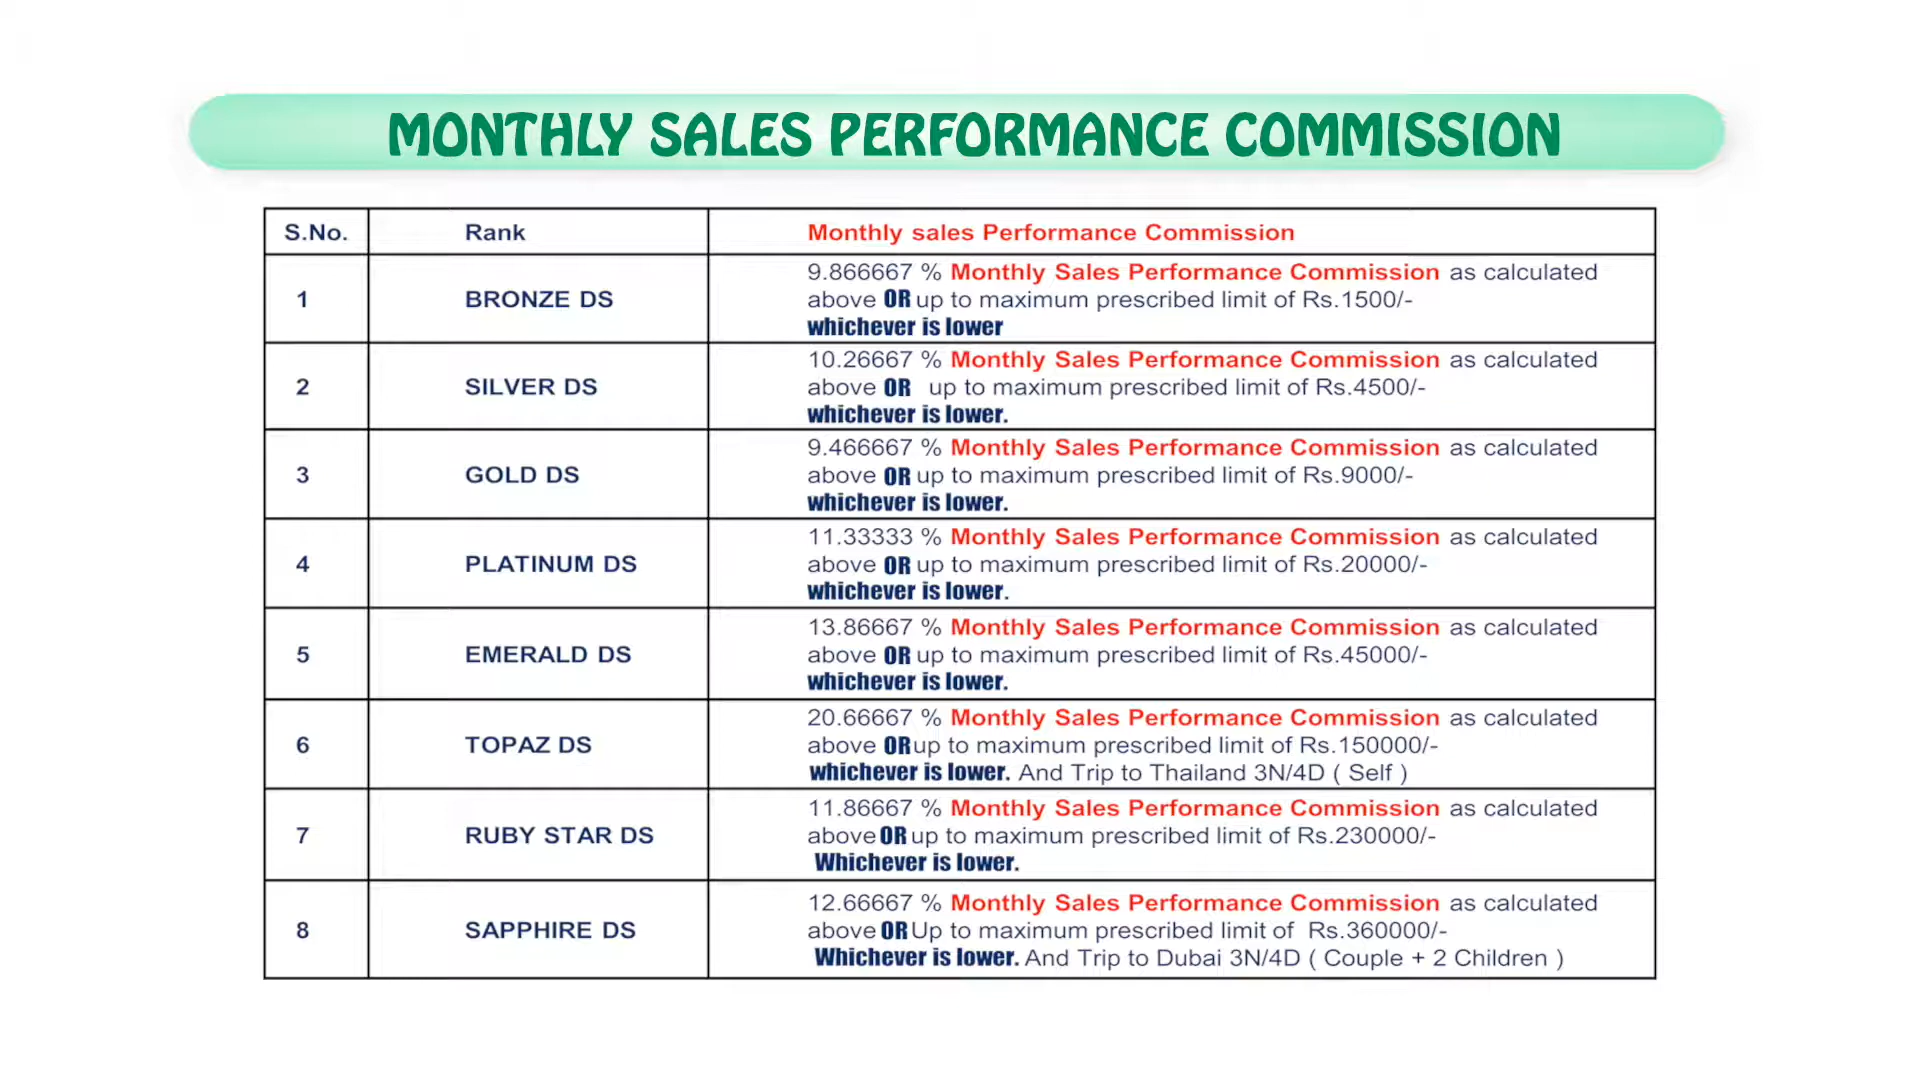 MONTHLY SALES PERFORMANCE COMMISSION
S.No. Rank Monthly sales Performance Commission
1 BRONZE DS 9.866667 % Monthly Sales Performance Commission as calculated
above OR up to maximum prescribed limit of Rs.1500/-
whichever is lower
2 SILVER DS 10.26667 % Monthly Sales Performance Commission as calculated
above OR up to maximum prescribed limit of Rs.4500/-
whichever is lower.
3 GOLD DS 9.466667 % Monthly Sales Performance Commission as calculated
above OR up to maximum prescribed limit of Rs.9000/-
whichever is lower.
4 PLATINUM DS 11.33333 % Monthly Sales Performance Commission as calculated
above OR up to maximum prescribed limit of Rs.20000/-
whichever is lower.
5 EMERALD DS 13.86667 % Monthly Sales Performance Commission as calculated
above OR up to maximum prescribed limit of Rs.45000/-
whichever is lower.
6 TOPAZ DS 20.66667 % Monthly Sales Performance Commission as calculated
above OR up to maximum prescribed limit of Rs.150000/-
whichever is lower. And Trip to Thailand 3N/4D ( Self )
7 RUBY STAR DS 11.86667 % Monthly Sales Performance Commission as calculated
above OR up to maximum prescribed limit of Rs.230000/-
Whichever is lower.
8 SAPPHIRE DS 12.66667 % Monthly Sales Performance Commission as calculated
above OR Up to maximum prescribed limit of Rs.360000/-
Whichever is lower. And Trip to Dubai 3N/4D ( Couple + 2 Children )